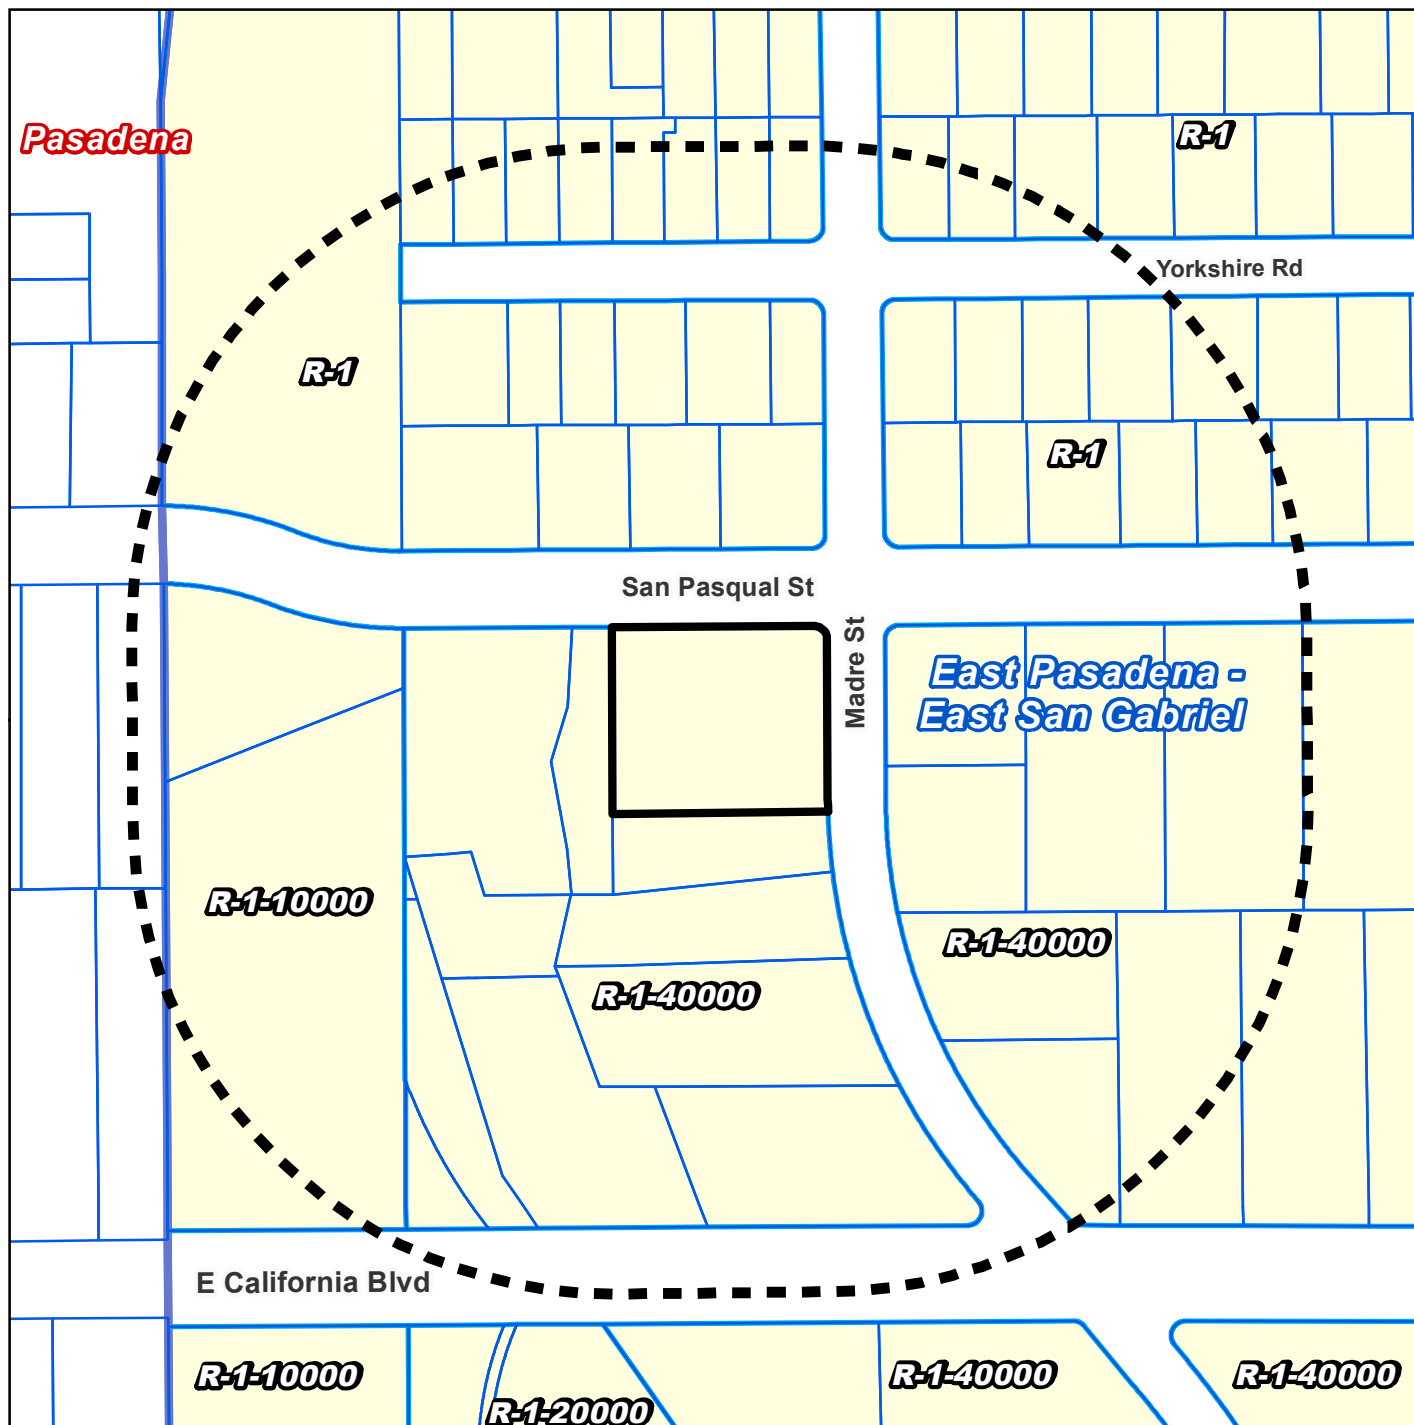 Pasadena
R-1
Yorkshire Rd
R-1
R-1
San Pasqual St
Madre St
East Pasadena -
East San Gabriel
R-1-10000
R-1-40000
R-1-40000
E California Blvd
R-1-10000
R-1-40000
R-1-40000
R-1-20000